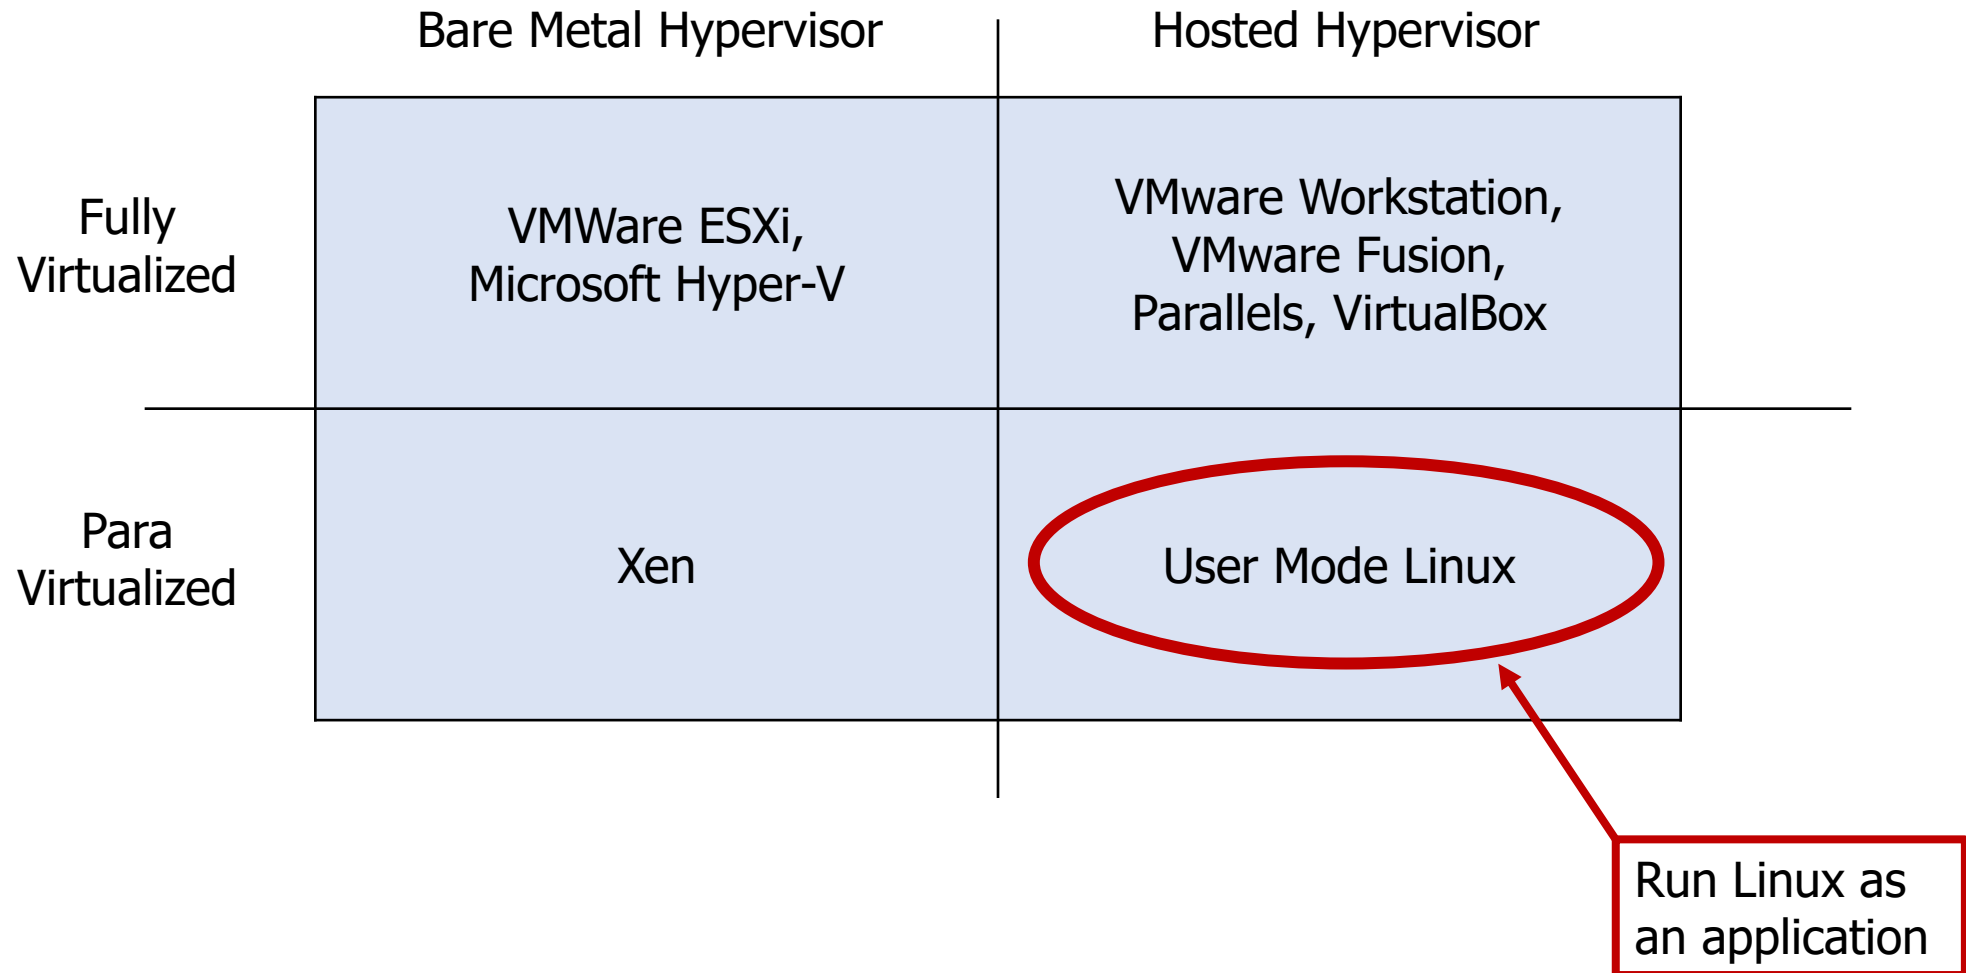 Bare Metal Hypervisor
Hosted Hypervisor
Fully
Virtualized
VMWare ESXi,
Microsoft Hyper-V
VMware Workstation,
VMware Fusion,
Parallels, VirtualBox
Para
Virtualized
Xen
User Mode Linux
Run Linux as
an application